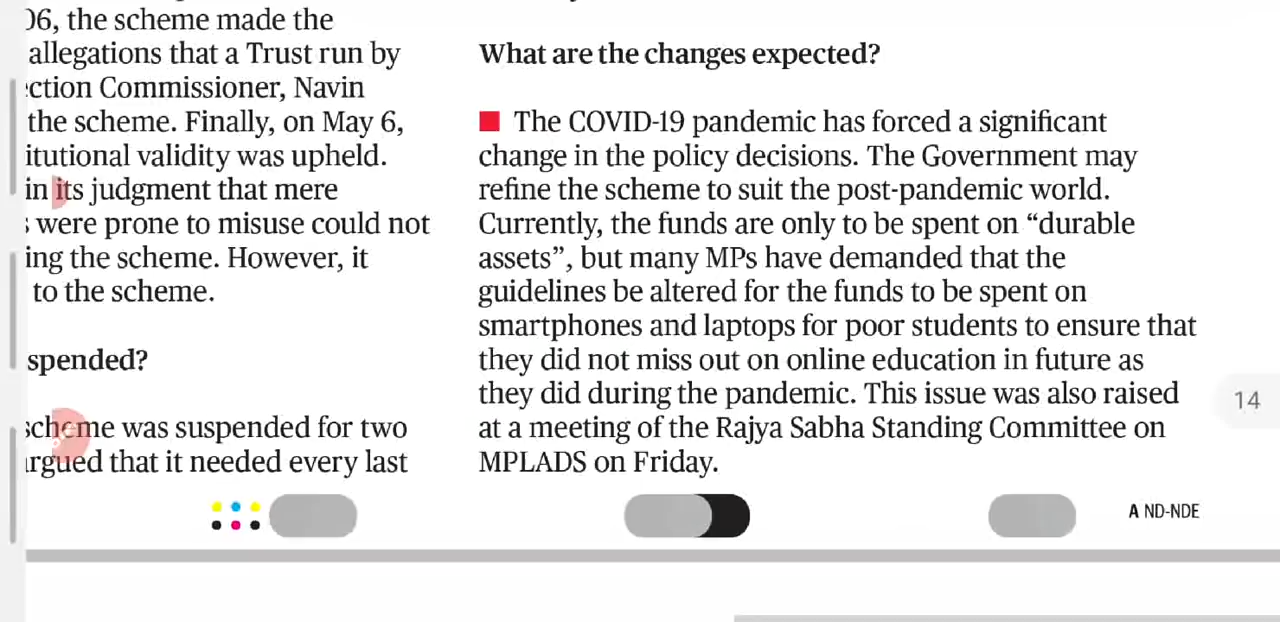 06, the scheme made the
allegations that a Trust run by
ction Commissioner, Navin
the scheme. Finally, on May 6,
itutional validity was upheld.
in its judgment that mere
were prone to misuse could not
ing the scheme. However, it
to the scheme.
spended?
scheme was suspended for two
rgued that it needed every last
What are the changes expected?
The COVID-19 pandemic has forced a significant
change in the policy decisions. The Government may
refine the scheme to suit the post-pandemic world.
Currently, the funds are only to be spent on “durable
assets”, but many MPs have demanded that the
guidelines be altered for the funds to be spent on
smartphones and laptops for poor students to ensure that
they did not miss out on online education in future as
they did during the pandemic. This issue was also raised
at a meeting of the Rajya Sabha Standing Committee on
MPLADS on Friday.
14
A ND-NDE